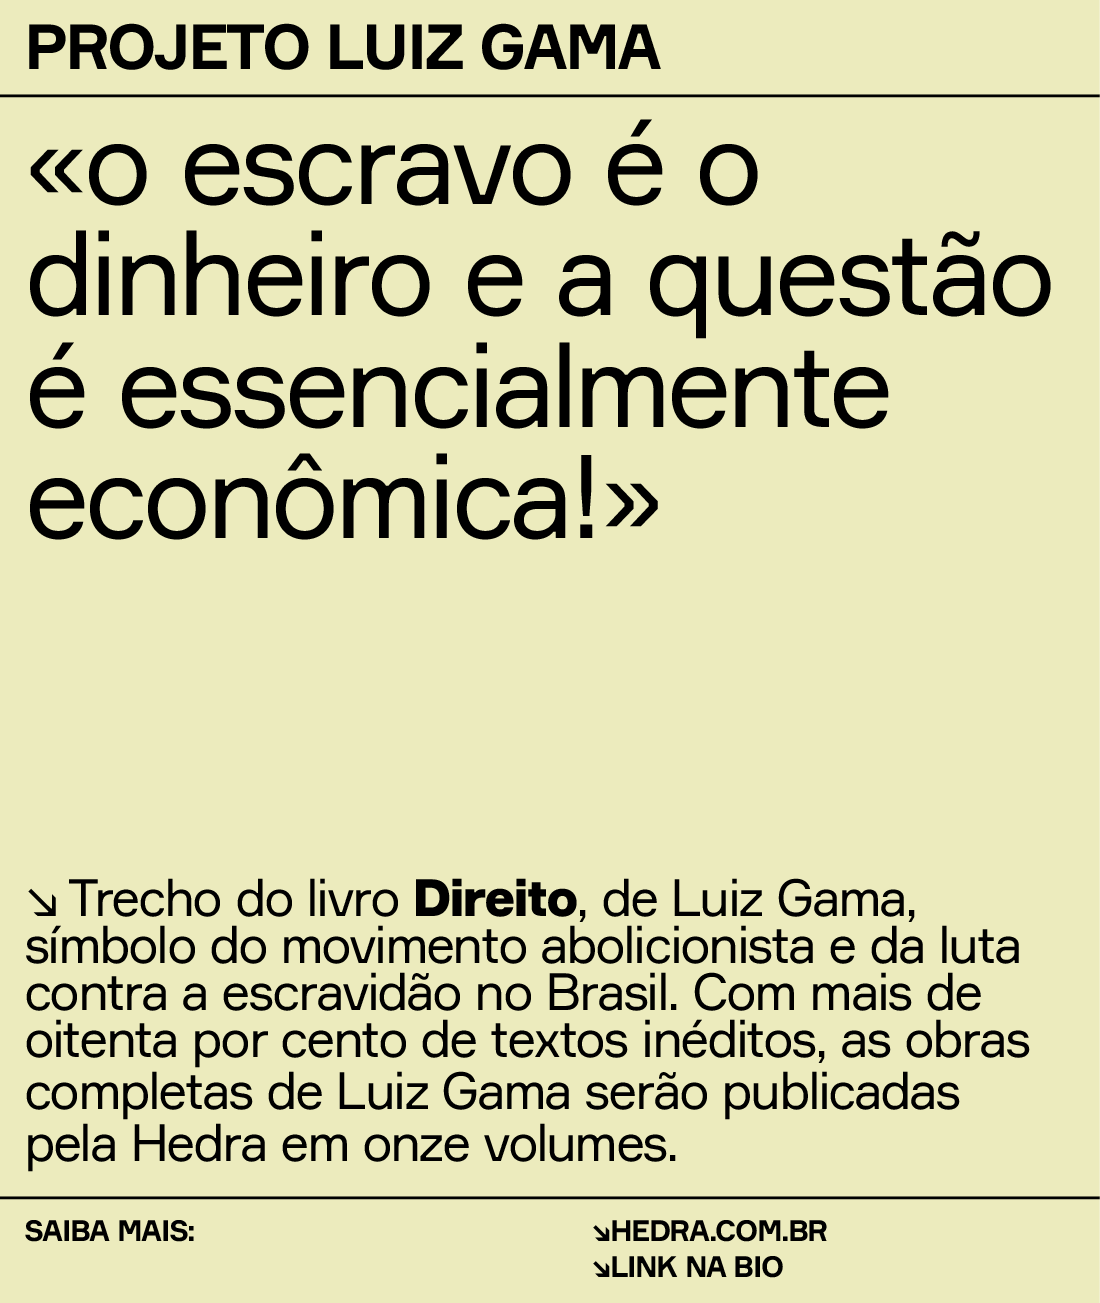 PROJETO LUIZ GAMA
«o escravo é o
dinheiro e a questão
é essencialmente
econômica!»
↘ Trecho do livro Direito, de Luiz Gama,
símbolo do movimento abolicionista e da luta
contra a escravidão no Brasil. Com mais de
oitenta por cento de textos inéditos, as obras
completas de Luiz Gama serão publicadas
pela Hedra em onze volumes.
SAIBA MAIS:
↘HEDRA.COM.BR
↘LINK NA BIO